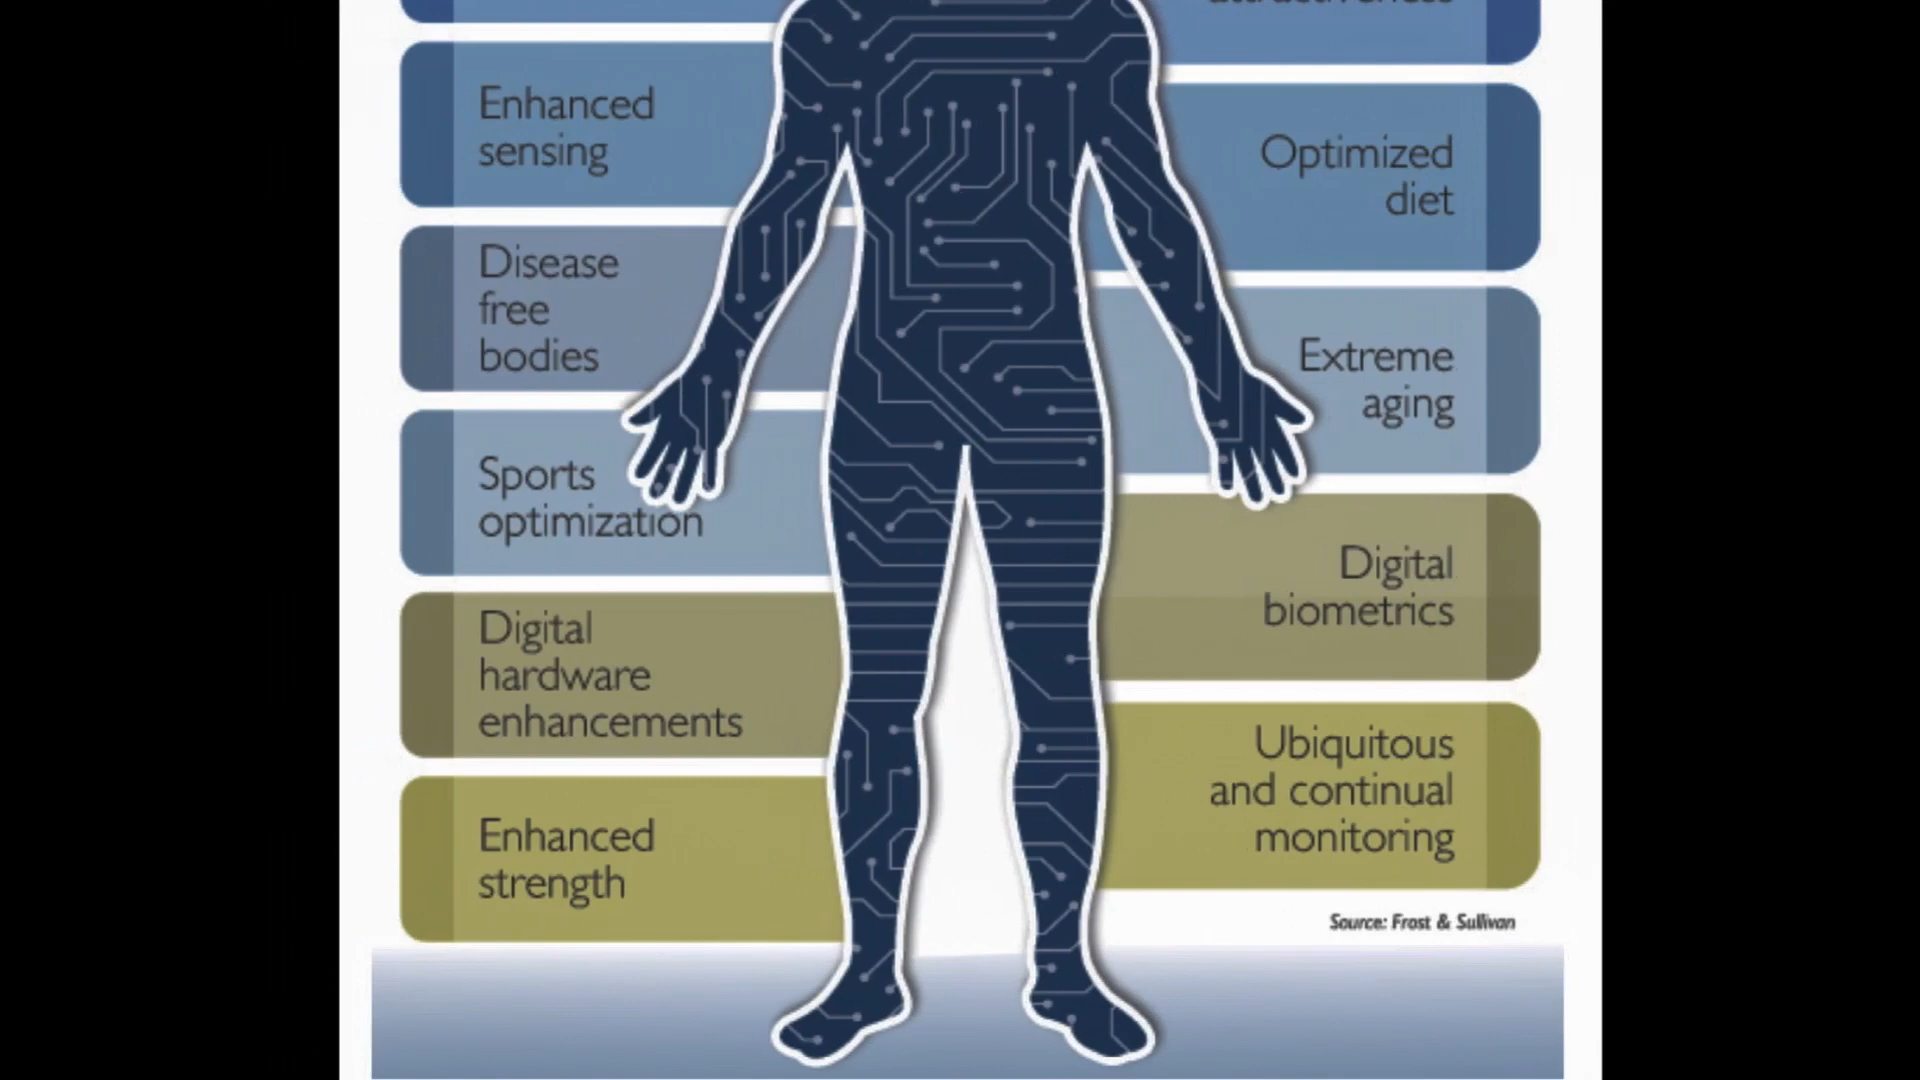 attractiveness
Enhanced
sensing
Disease
free
bodies
Sports
optimization
Digital
hardware
enhancements
Enhanced
strength
Optimized
diet
Extreme
aging
Digital
biometrics
Ubiquitous
and continual
monitoring
Source: Frost & Sullivan